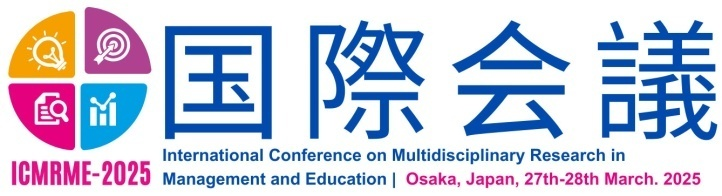 国際会議
ICMRME-2025
International Conference on Multidisciplinary Research in
Management and Education | Osaka, Japan, 27th-28th March. 2025